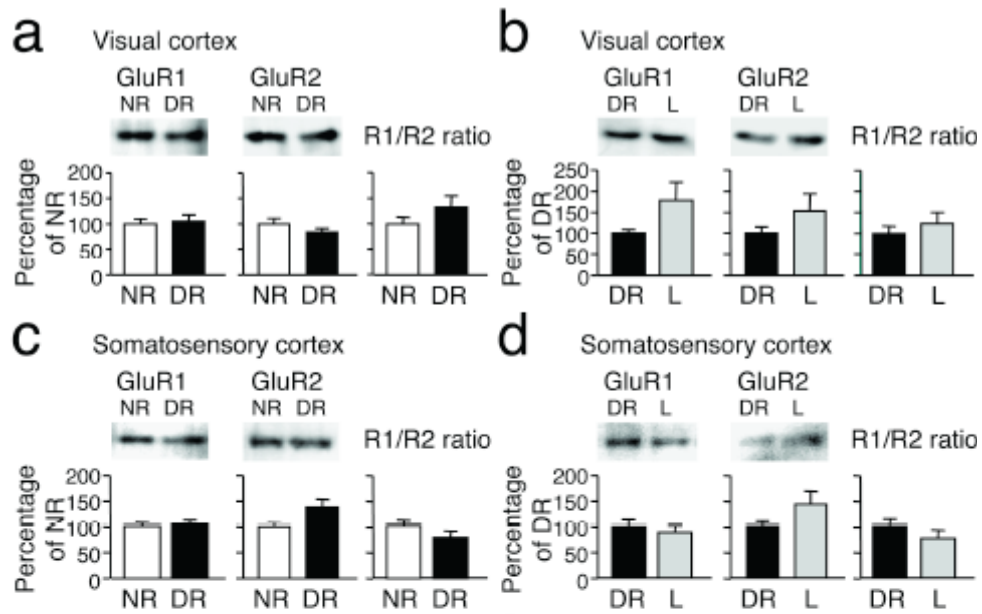 a Visual cortex
GluR1 GluR2
NR DR NR DR
R1/R2 ratio
Percentage of NR
200
150
100
50
0
NR DR NR DR NR DR
b Visual cortex
GluR1 GluR2
DR L DR L
R1/R2 ratio
Percentage of DR
250
200
150
100
50
0
DR L DR L DR L
c Somatosensory cortex
GluR1 GluR2
NR DR NR DR
R1/R2 ratio
Percentage of NR
200
150
100
50
0
NR DR NR DR NR DR
d Somatosensory cortex
GluR1 GluR2
DR L DR L
R1/R2 ratio
Percentage of DR
200
150
100
50
0
DR L DR L DR L